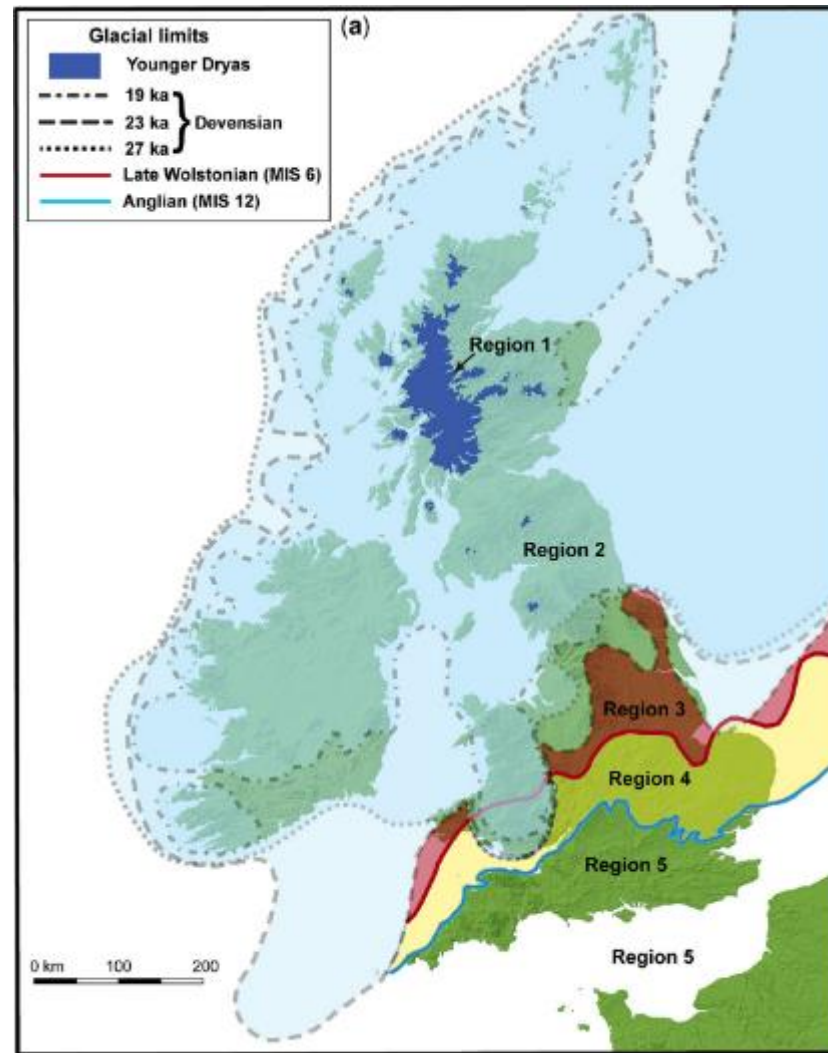 (a)
Glacial limits
Younger Dryas
19 ka
23 ka } Devensian
27 ka
Late Wolstonian (MIS 6)
Anglian (MIS 12)
Region 1
Region 2
Region 3
Region 4
Region 5
Region 5
0 km 100 200